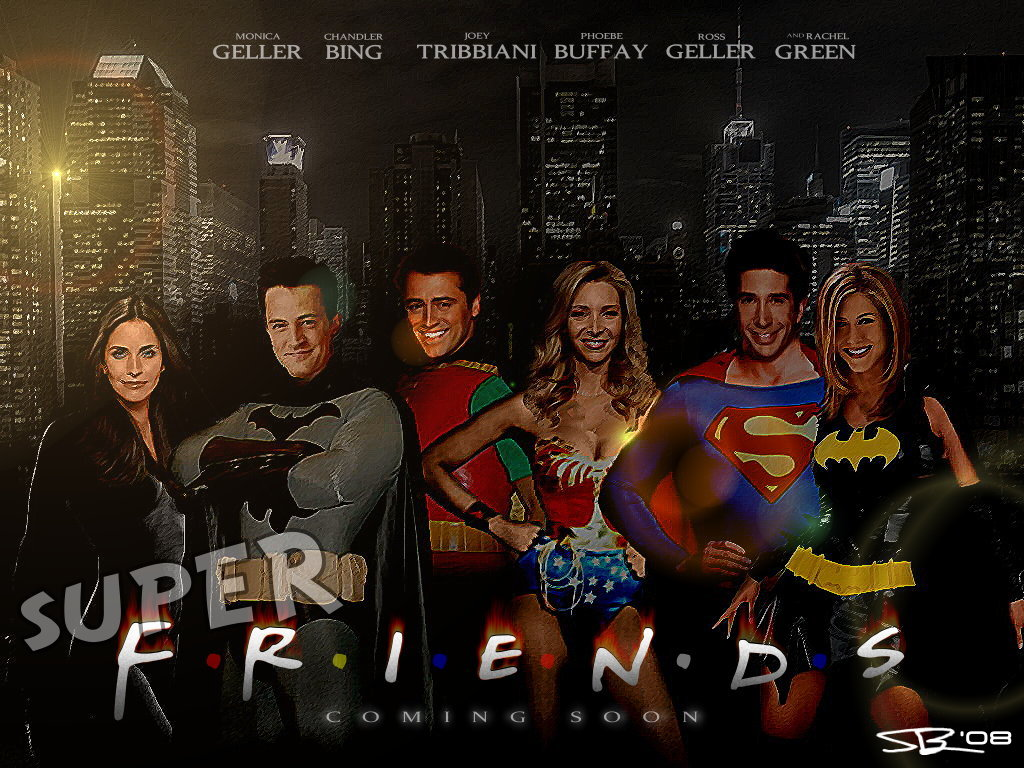 MONICA CHANDLER JOEY PHOEBE ROSS AND RACHEL
GELLER BING TRIBBIANI BUFFAY GELLER GREEN
S
SUPER
F·R·I·E·N·D·S
COMING SOON
SB '08